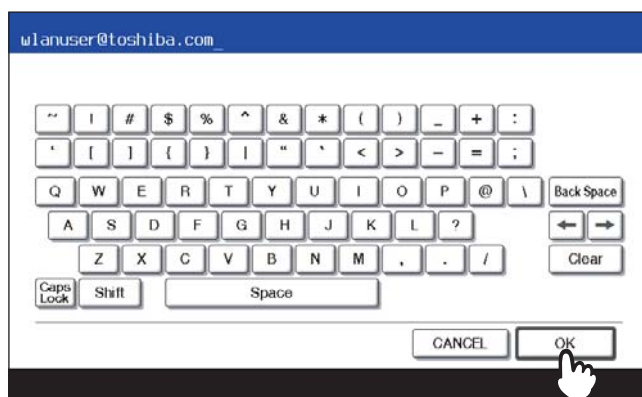 wlanuser@toshiba.com_
~ ! # $ % ^ & * ( ) _ + :
` [ ] { } | " ' < > - = ;
Q W E R T Y U I O P @ \ Back Space
A S D F G H J K L ? ← →
Z X C V B N M , . / Clear
Caps Lock Shift Space
CANCEL OK